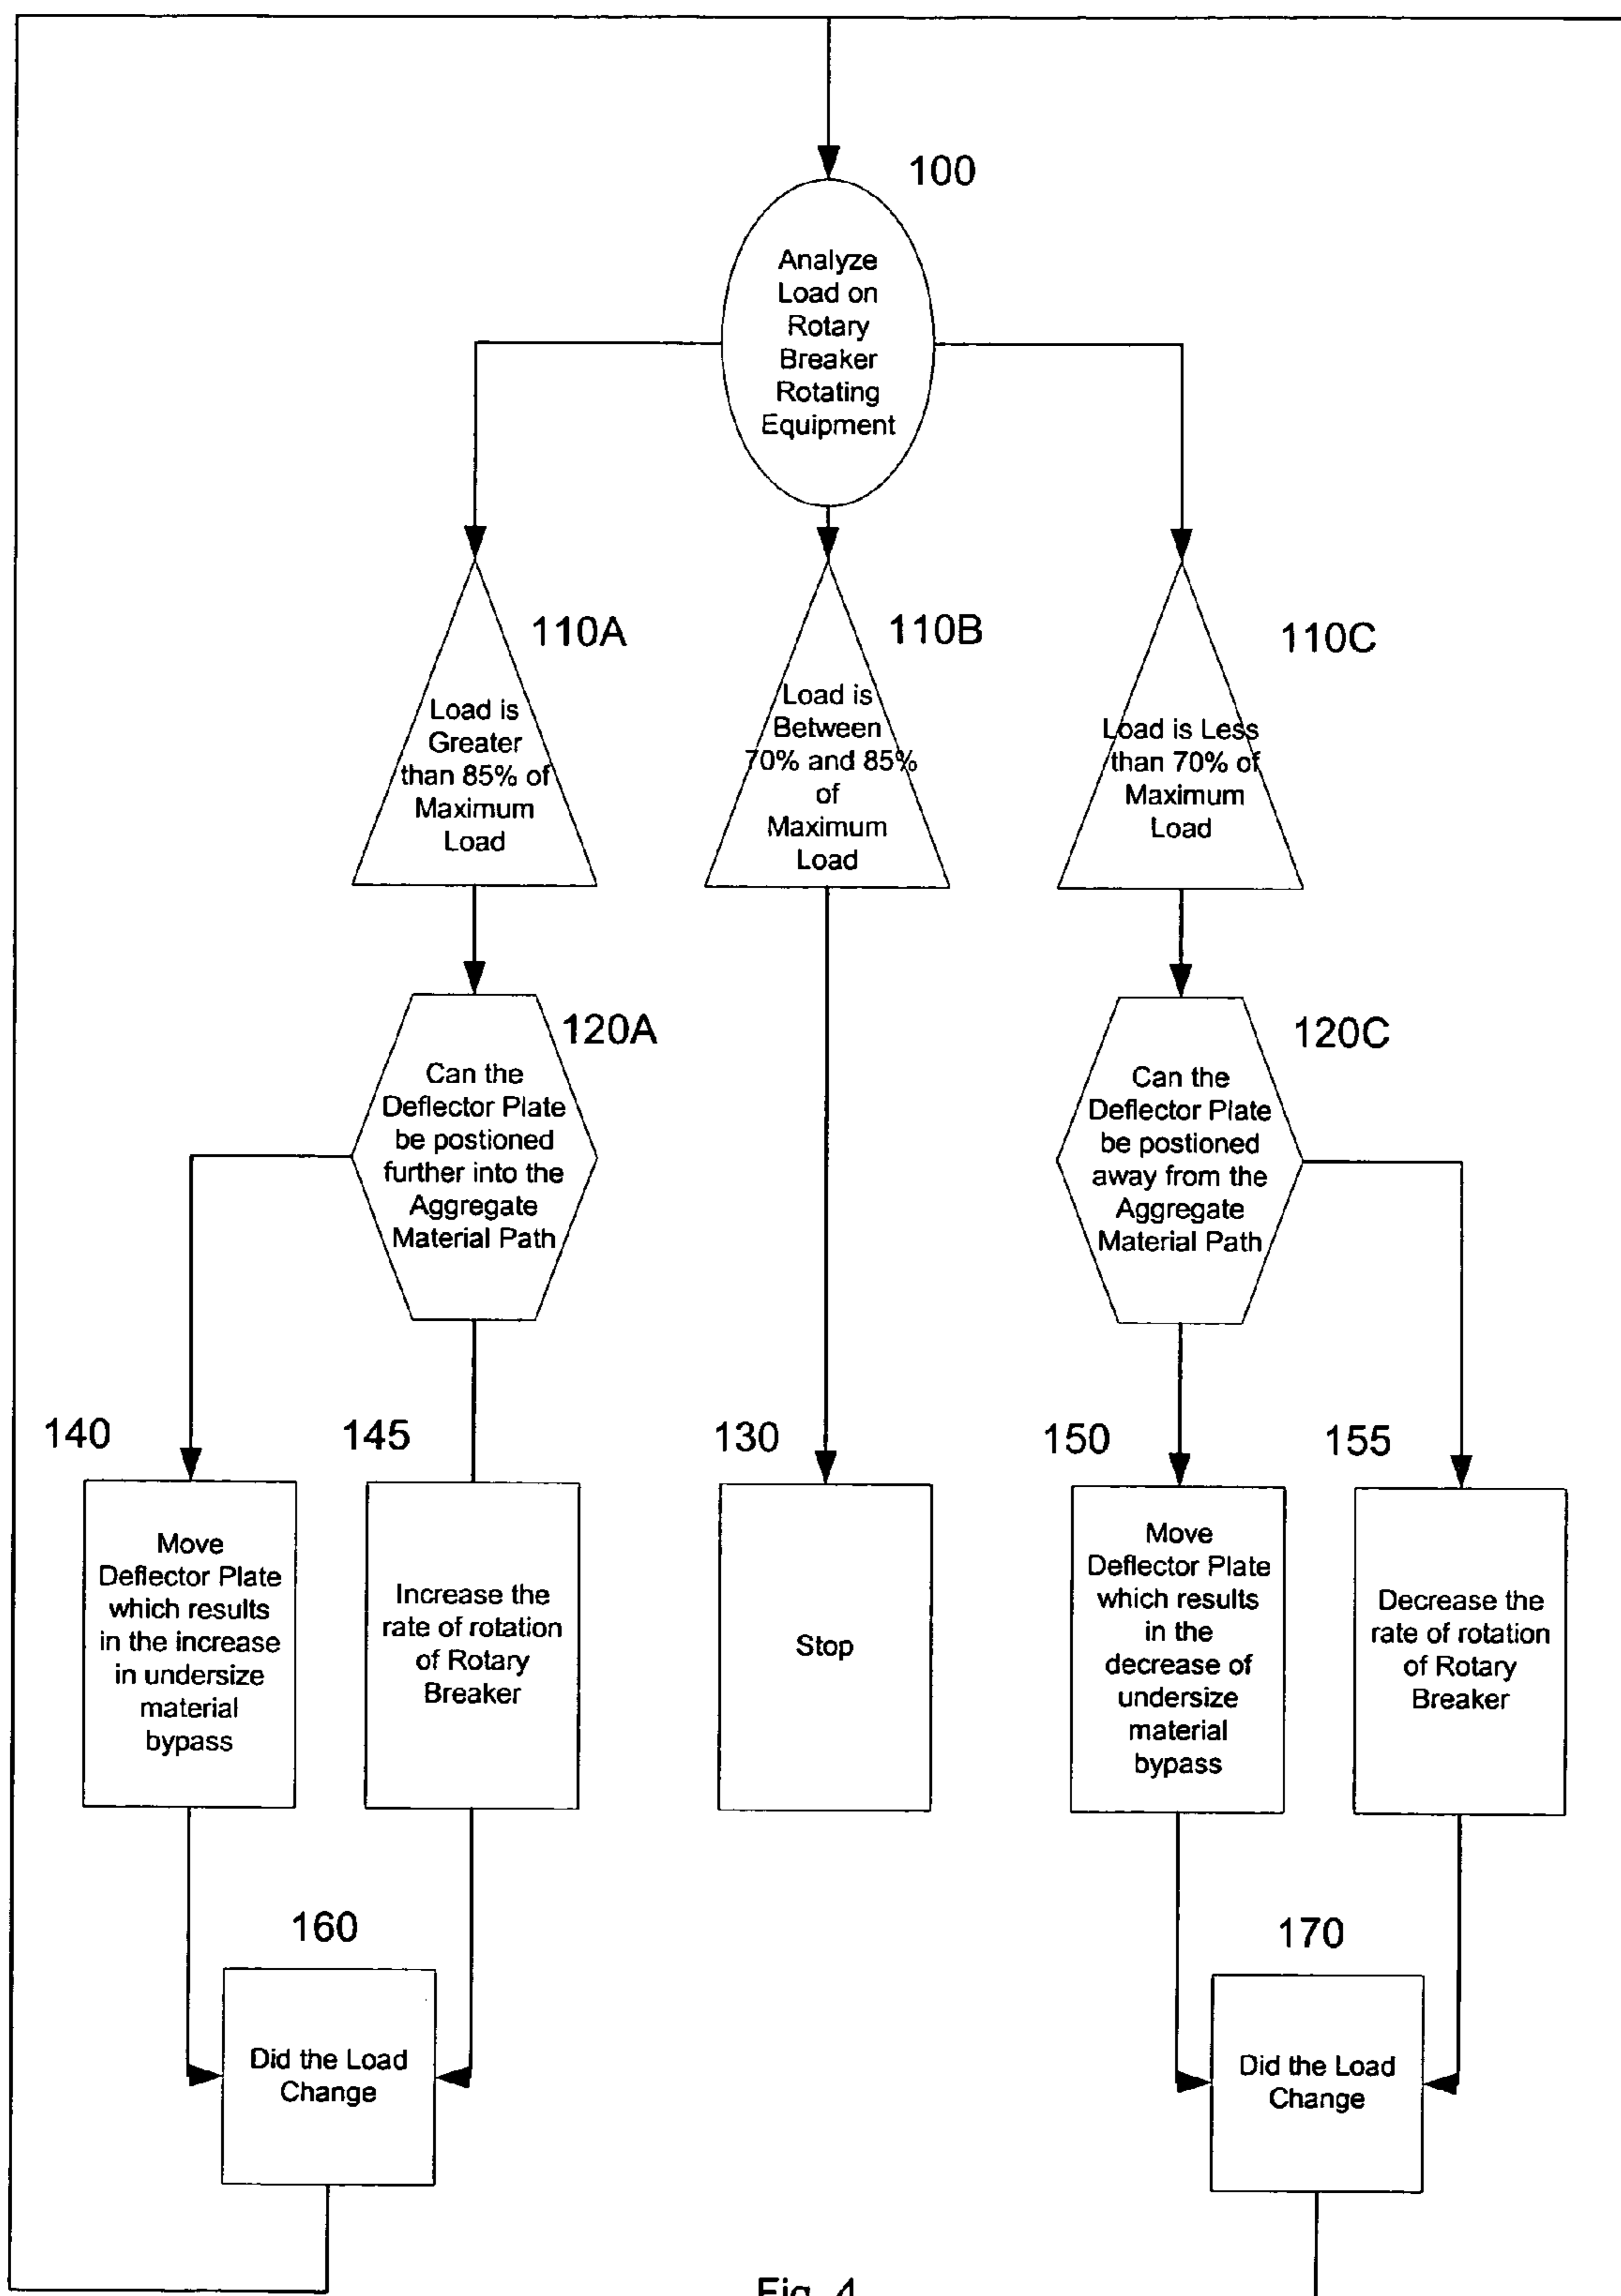 100
Analyze
Load on
Rotary
Breaker
Rotating
Equipment
110A
Load is
Greater
than 85% of
Maximum
Load
110B
Load is
Between
70% and 85%
of
Maximum
Load
110C
Load is Less
than 70% of
Maximum
Load
120A
Can the
Deflector Plate
be postioned
further into the
Aggregate
Material Path
120C
Can the
Deflector Plate
be postioned
away from the
Aggregate
Material Path
140
Move
Deflector Plate
which results
in the increase
in undersize
material
bypass
145
Increase the
rate of rotation
of Rotary
Breaker
130
Stop
150
Move
Deflector Plate
which results
in the
decrease of
undersize
material
bypass
155
Decrease the
rate of rotation
of Rotary
Breaker
160
Did the Load
Change
170
Did the Load
Change
Fig. 4